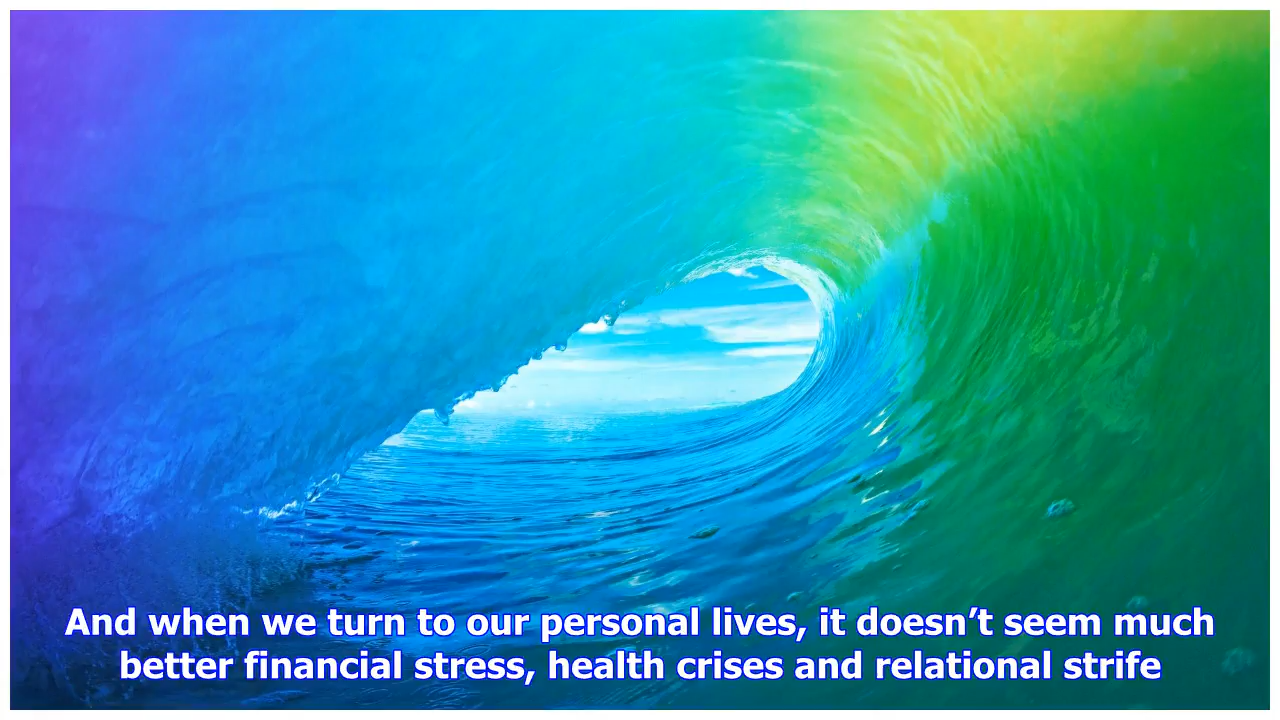 And when we turn to our personal lives, it doesn’t seem much
better financial stress, health crises and relational strife